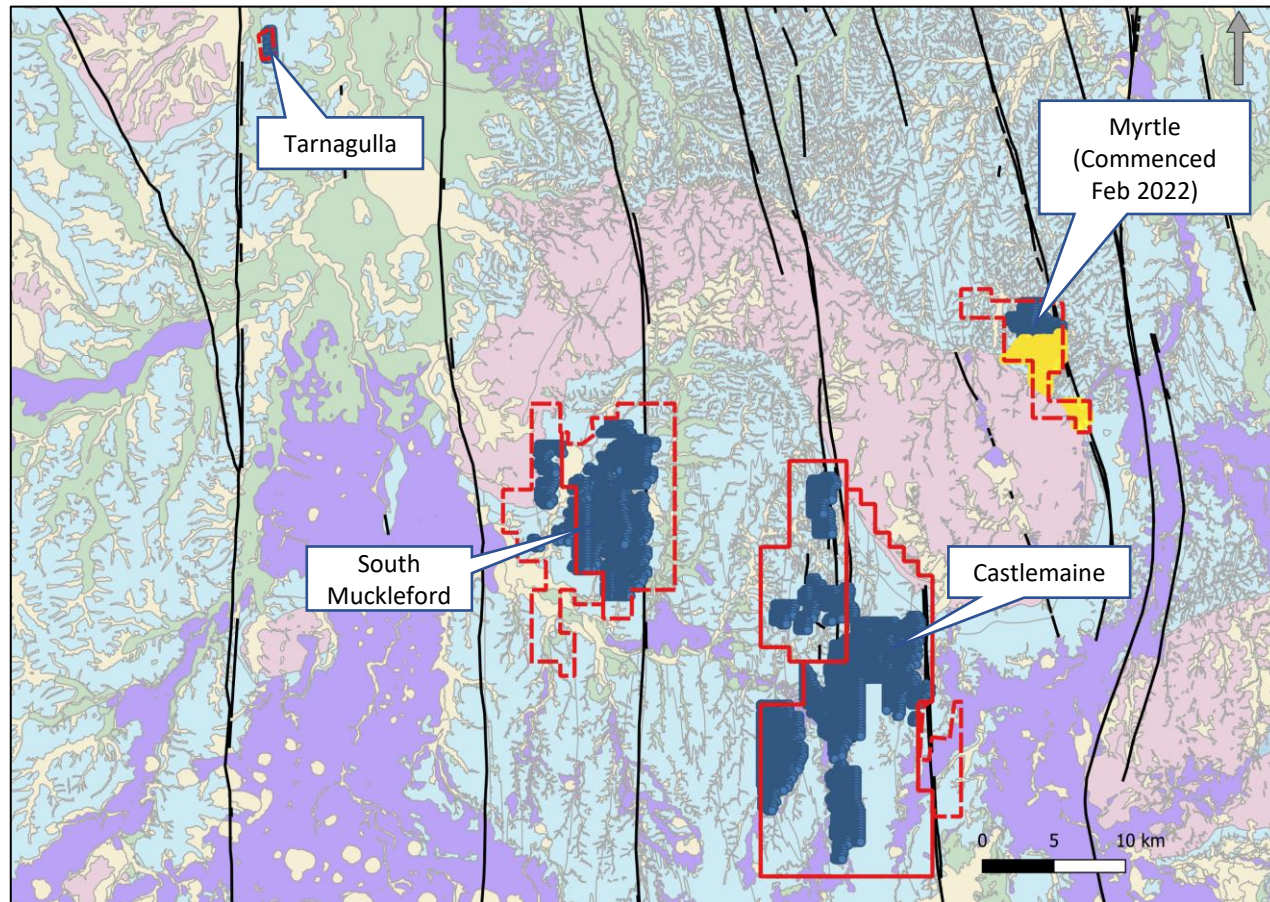 Tarnagulla
Myrtle
(Commenced
Feb 2022)
South
Muckleford
Castlemaine
0 5 10 km